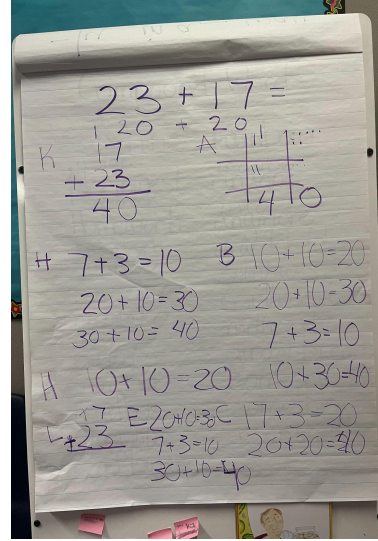 23 + 17 =
20 + 20
K
17
+ 23
40
A
40
H 7+3=10
20+10=30
30+10= 40
B 10+10=20
20+10=30
7+3=10
10+30=40
H 10+10=20
L 17
+23
E 20+10=30
7+3=10
30+10=40
C 17+3=20
20+20=40